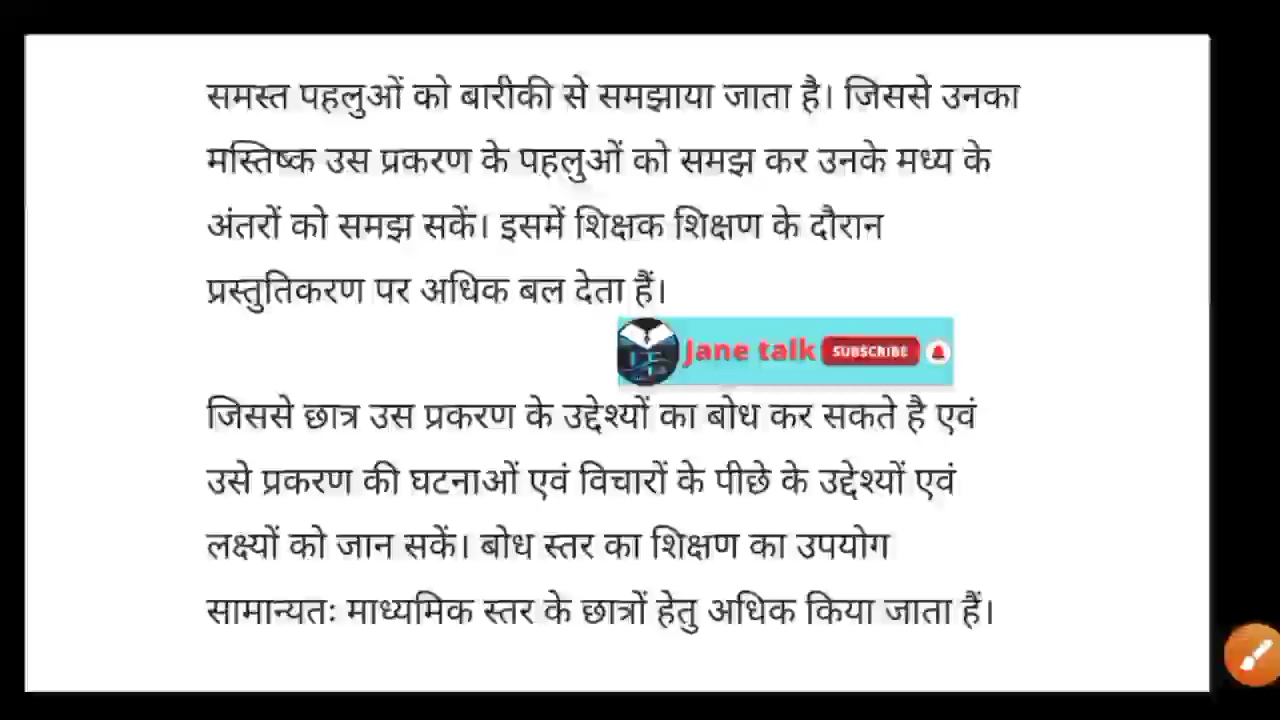 समस्त पहलुओं को बारीकी से समझाया जाता है। जिससे उनका
मस्तिष्क उस प्रकरण के पहलुओं को समझ कर उनके मध्य के
अंतरों को समझ सकें। इसमें शिक्षक शिक्षण के दौरान
प्रस्तुतिकरण पर अधिक बल देता हैं।
Jane talk SUBSCRIBE
जिससे छात्र उस प्रकरण के उद्देश्यों का बोध कर सकते है एवं
उसे प्रकरण की घटनाओं एवं विचारों के पीछे के उद्देश्यों एवं
लक्ष्यों को जान सकें। बोध स्तर का शिक्षण का उपयोग
सामान्यतः माध्यमिक स्तर के छात्रों हेतु अधिक किया जाता हैं।